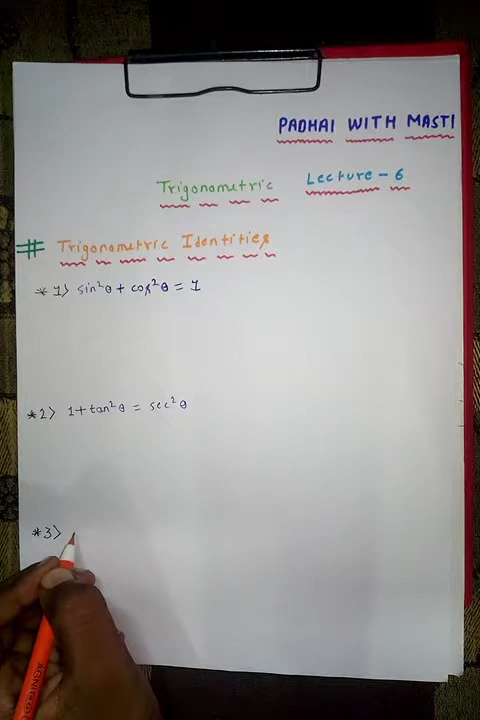 PADHAI WITH MASTI
Trigonometric Lecture - 6
# Trigonometric Identities
* 1> sin²θ + cos²θ = 1
* 2> 1 + tan²θ = sec²θ
* 3>